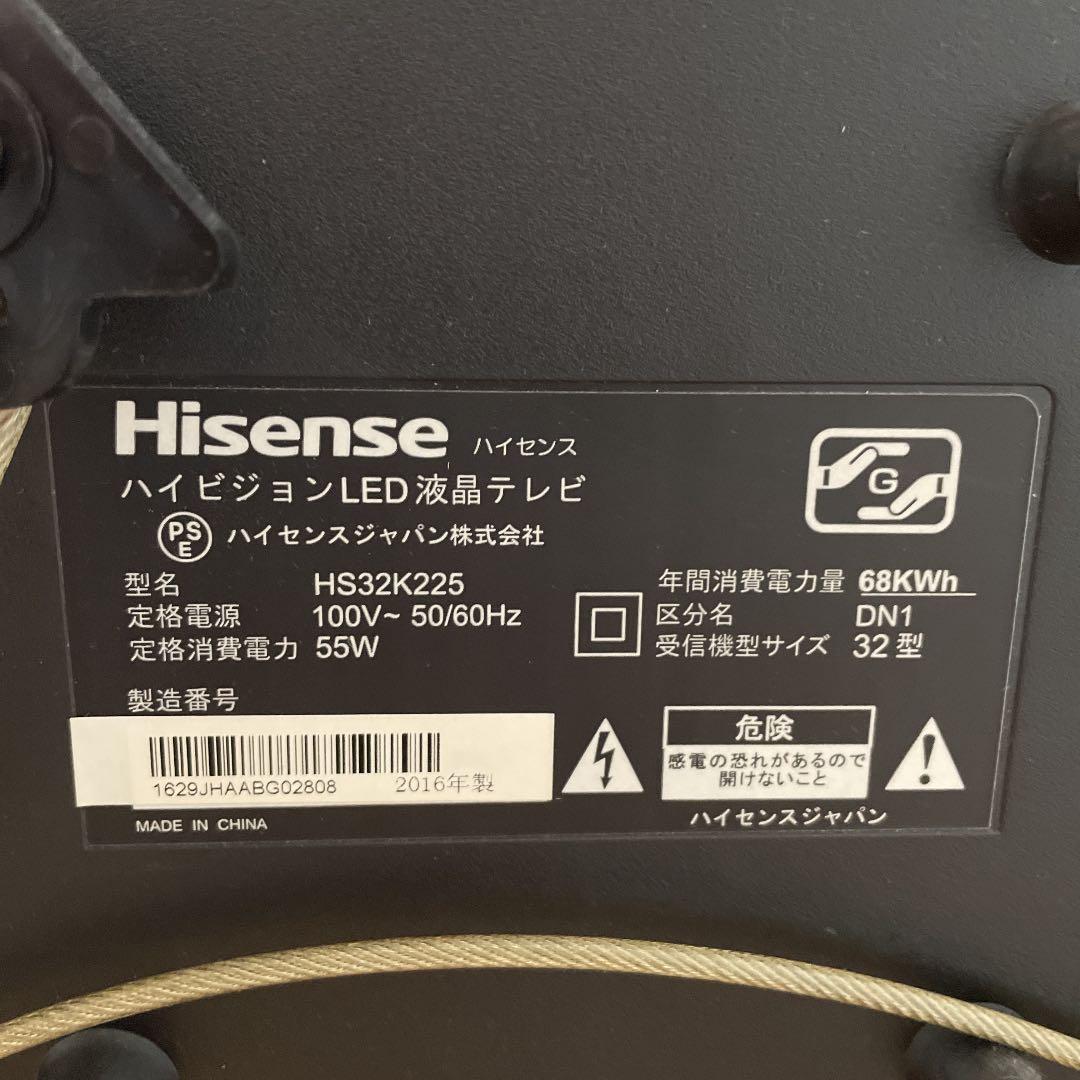 Hisense ハイセンス
ハイビジョンLED液晶テレビ
PS
E
ハイセンスジャパン株式会社
G
型名 HS32K225
定格電源 100V~ 50/60Hz
定格消費電力 55W
年間消費電力量 68KWh
区分名 DN1
受信機型サイズ 32型
製造番号
1629JHAABG02808 2016年製
MADE IN CHINA
危険
感電の恐れがあるので
開けないこと
ハイセンスジャパン